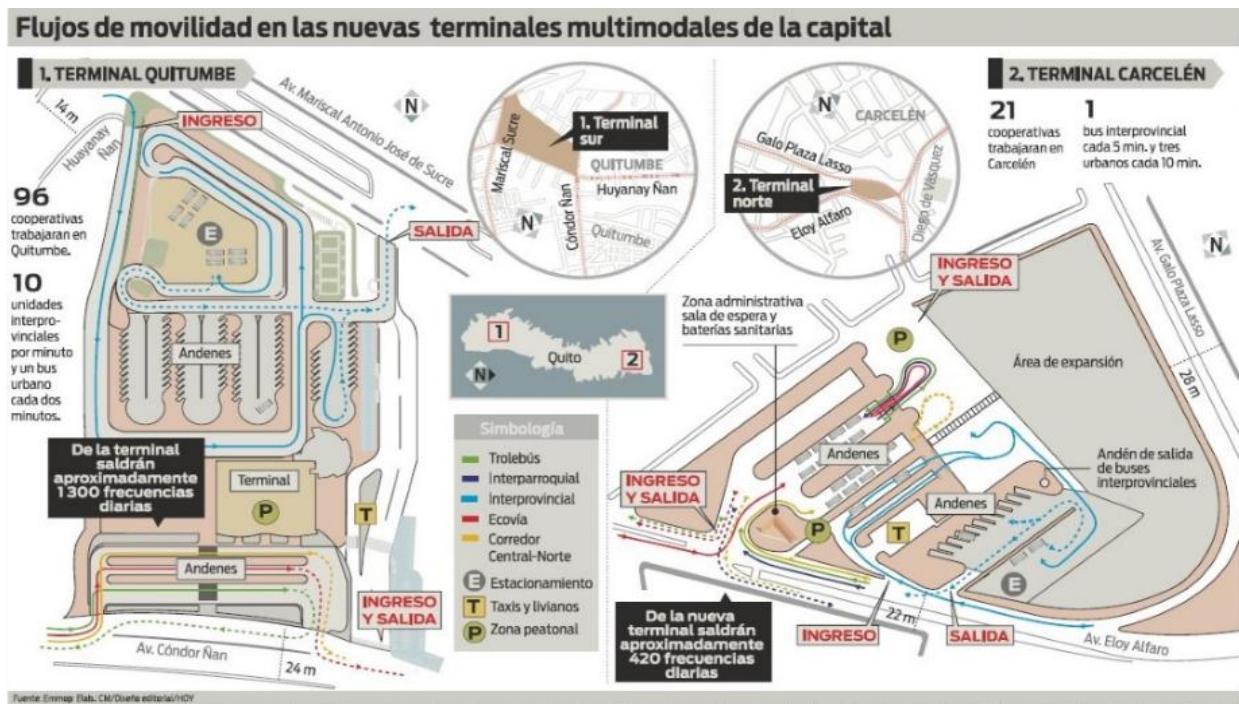 Flujos de movilidad en las nuevas terminales multimodales de la capital
1. TERMINAL QUITUMBE
14 m
Huayanay
Ñan
INGRESO
Av. Mariscal Antonio José de Sucre
N
SALIDA
96
cooperativas
trabajaran en
Quitumbe.
10
unidades
interpro-
vinciales
por minuto
y un bus
urbano
cada dos
minutos.
E
Andenes
De la terminal
saldrán
aproximadamente
1 300 frecuencias
diarias
Terminal
P
T
Andenes
INGRESO
Y SALIDA
Av. Cóndor Ñan
24 m
1. Terminal
sur
Mariscal Sucre
QUITUMBE
Huyanay Ñan
Cóndor Ñan
Quitumbe
N
N
CARCELÉN
Galo Plaza Lasso
2. Terminal
norte
Eloy Alfaro
Diego de Vásquez
1
Quito
2
N
Simbología
Trolebús
Interparroquial
Interprovincial
Ecovía
Corredor
Central-Norte
E Estacionamiento
T Taxis y livianos
P Zona peatonal
2. TERMINAL CARCELÉN
21
cooperativas
trabajaran en
Carcelén
1
bus interprovincial
cada 5 min. y tres
urbanos cada 10 min.
N
Av. Galo Plaza Lasso
28 m
INGRESO
Y SALIDA
Zona administrativa
sala de espera y
baterías sanitarias
P
Área de expansión
Andenes
Andén de salida
de buses
interprovinciales
INGRESO
Y SALIDA
Andenes
P
T
E
De la nueva
terminal saldrán
aproximadamente
420 frecuencias
diarias
22 m
INGRESO
SALIDA
Av. Eloy Alfaro
Fuente: Emmop Elab. CM/Diseño editorial/HOY